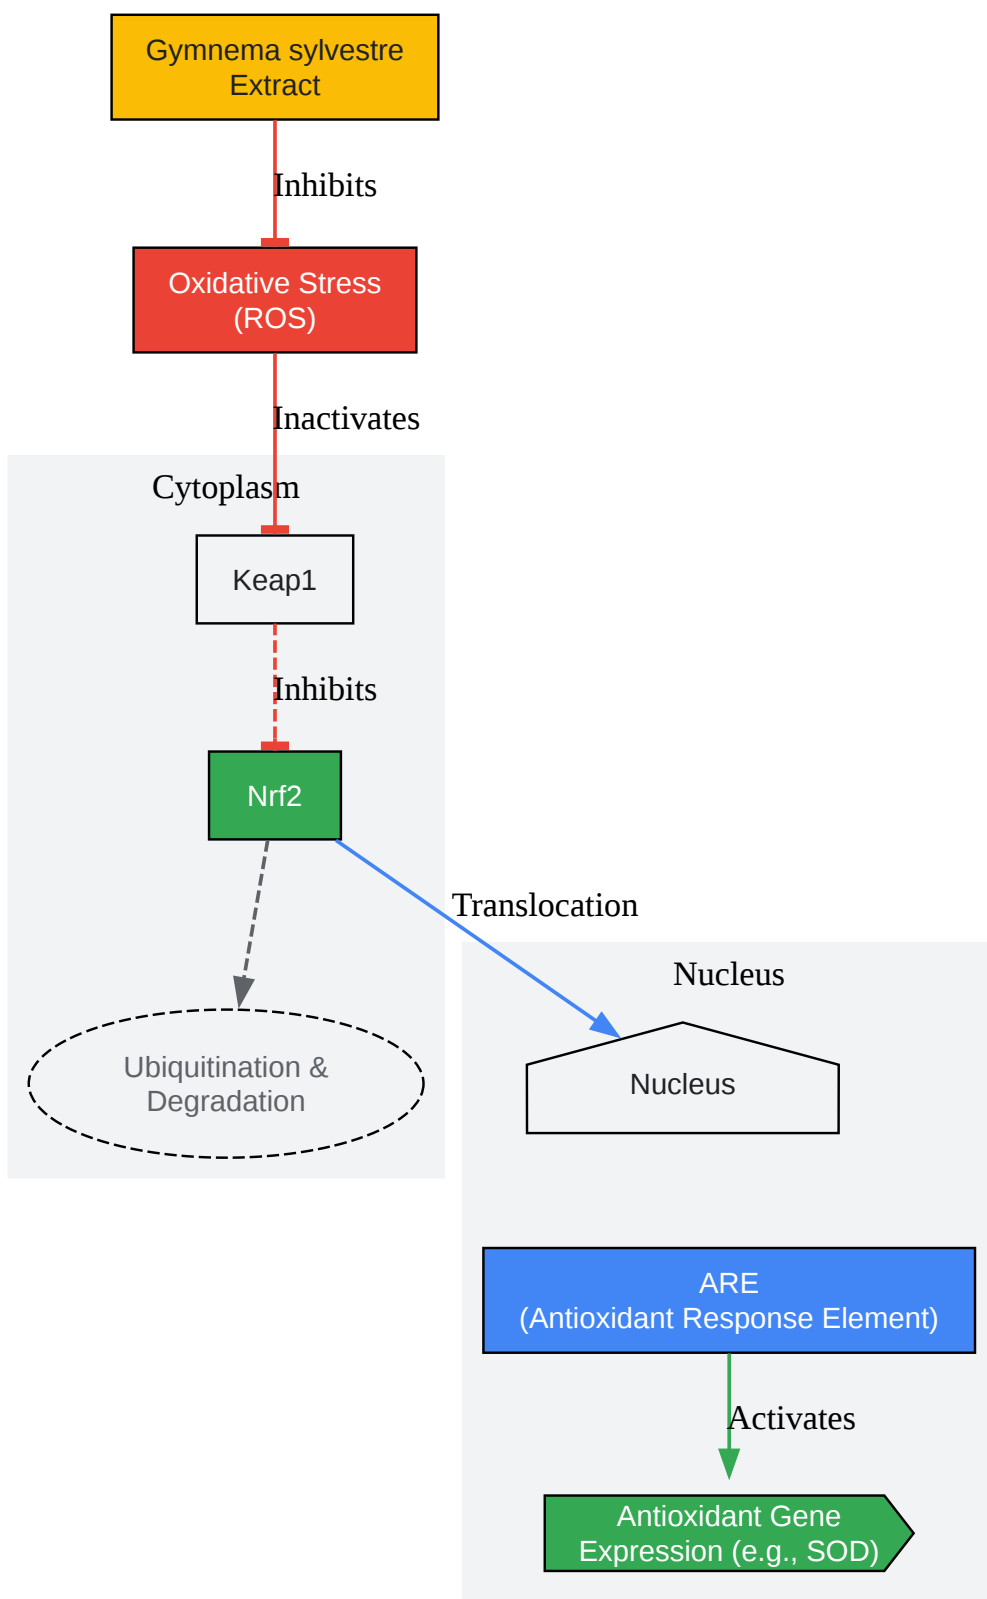 Gymnema sylvestre
Extract
Inhibits
Oxidative Stress
(ROS)
Inactivates
Cytoplasm
Keap1
Inhibits
Nrf2
Translocation
Nucleus
Ubiquitination &
Degradation
Nucleus
ARE
(Antioxidant Response Element)
Activates
Antioxidant Gene
Expression (e.g., SOD)